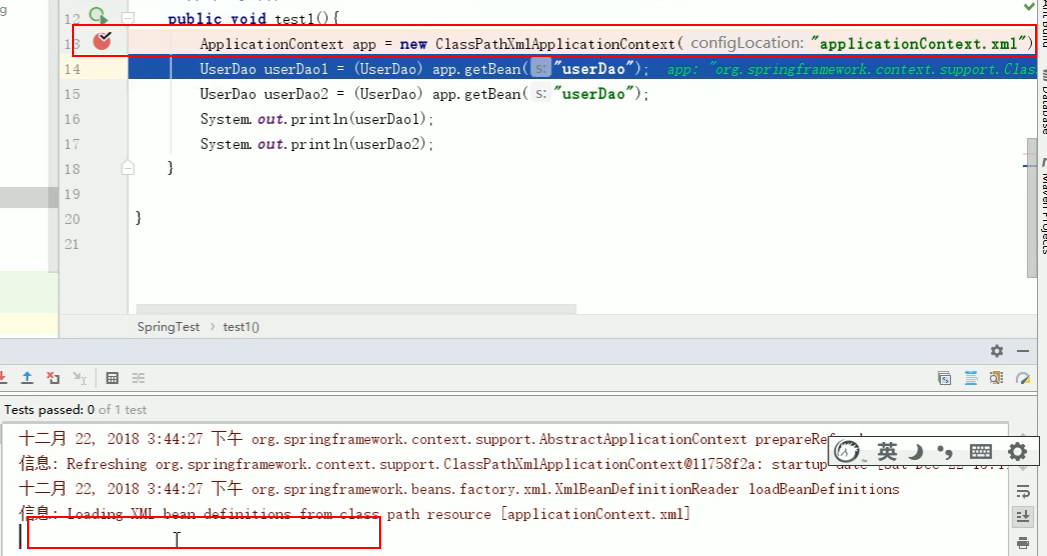 g
12 public void test1(){
13 ApplicationContext app = new ClassPathXmlApplicationContext( configLocation: "applicationContext.xml")
14 UserDao userDao1 = (UserDao) app.getBean( s: "userDao"); app: "org.springframework.context.support.Clas
15 UserDao userDao2 = (UserDao) app.getBean( s: "userDao");
16 System.out.println(userDao1);
17 System.out.println(userDao2);
18 }
19
20 }
21
Ant Build
Database
Maven Projects
SpringTest › test1()
Tests passed: 0 of 1 test
十二月 22, 2018 3:44:27 下午 org.springframework.context.support.AbstractApplicationContext
信息: Refreshing org.springframework.context.support.ClassPathXmlApplicationContext@11758f2a: startup
英
十二月 22, 2018 3:44:27 下午 org.springframework.beans.factory.xml.XmlBeanDefinitionReader loadBeanDefinitions
信息: Loading XML bean definitions from class path resource [applicationContext.xml]